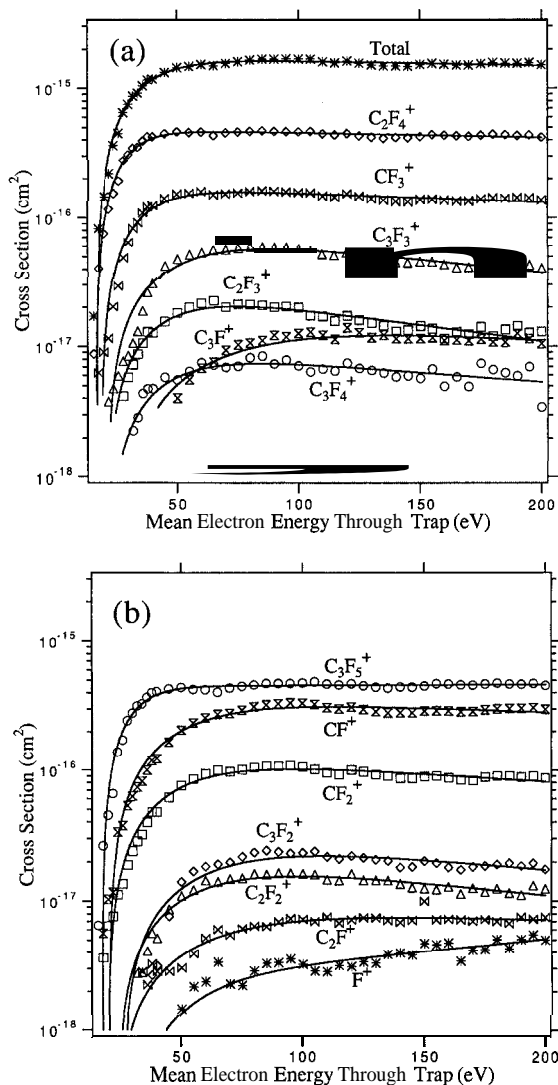 (a)
Total
10⁻¹⁵
C₂F₄⁺
CF₃⁺
10⁻¹⁶
C₃F₃⁺
C₂F₃⁺
10⁻¹⁷
C₃F⁺
C₃F₄⁺
10⁻¹⁸
Cross Section (cm²)
50 100 150 200
Mean Electron Energy Through Trap (eV)
(b)
10⁻¹⁵
C₃F₅⁺
CF⁺
10⁻¹⁶
CF₂⁺
C₃F₂⁺
C₂F₂⁺
10⁻¹⁷
C₂F⁺
F⁺
10⁻¹⁸
Cross Section (cm²)
50 100 150 200
Mean Electron Energy Through Trap (eV)